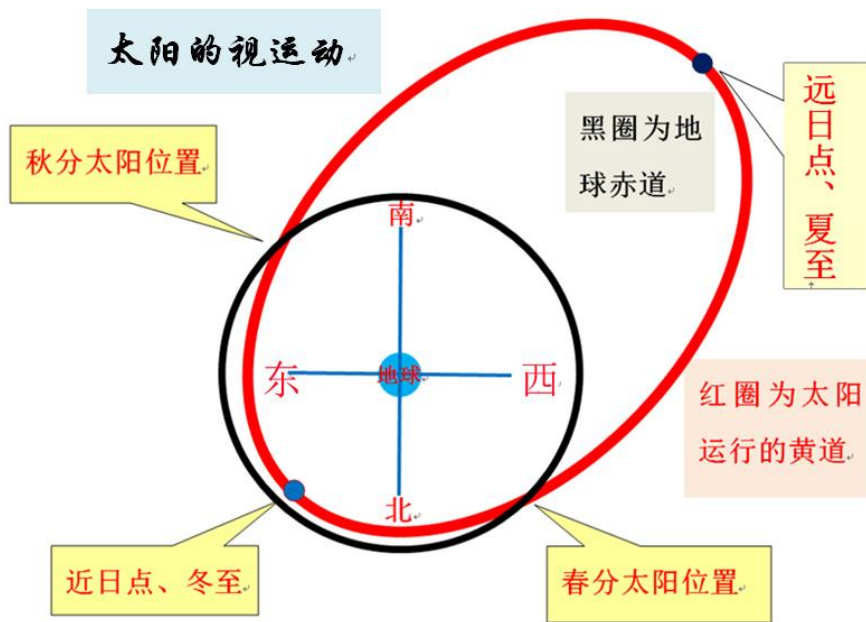 太阳的视运动
远日点、夏至
黑圈为地
球赤道
秋分太阳位置
南
东
地球
西
红圈为太阳
运行的黄道
北
近日点、冬至
春分太阳位置